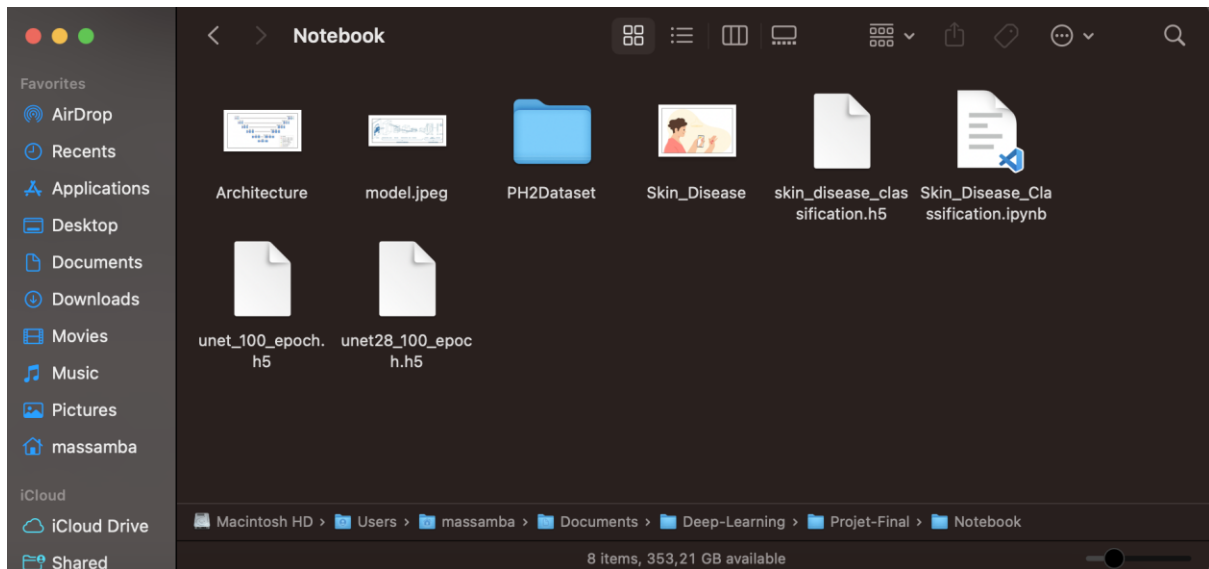 Notebook
Favorites
AirDrop
Recents
Applications
Desktop
Documents
Downloads
Movies
Music
Pictures
massamba
iCloud
iCloud Drive
Shared
Architecture
model.jpeg
PH2Dataset
Skin_Disease
skin_disease_clas
sification.h5
Skin_Disease_Cla
ssification.ipynb
unet_100_epoch.
h5
unet28_100_epoc
h.h5
Macintosh HD › Users › massamba › Documents › Deep-Learning › Projet-Final › Notebook
8 items, 353,21 GB available